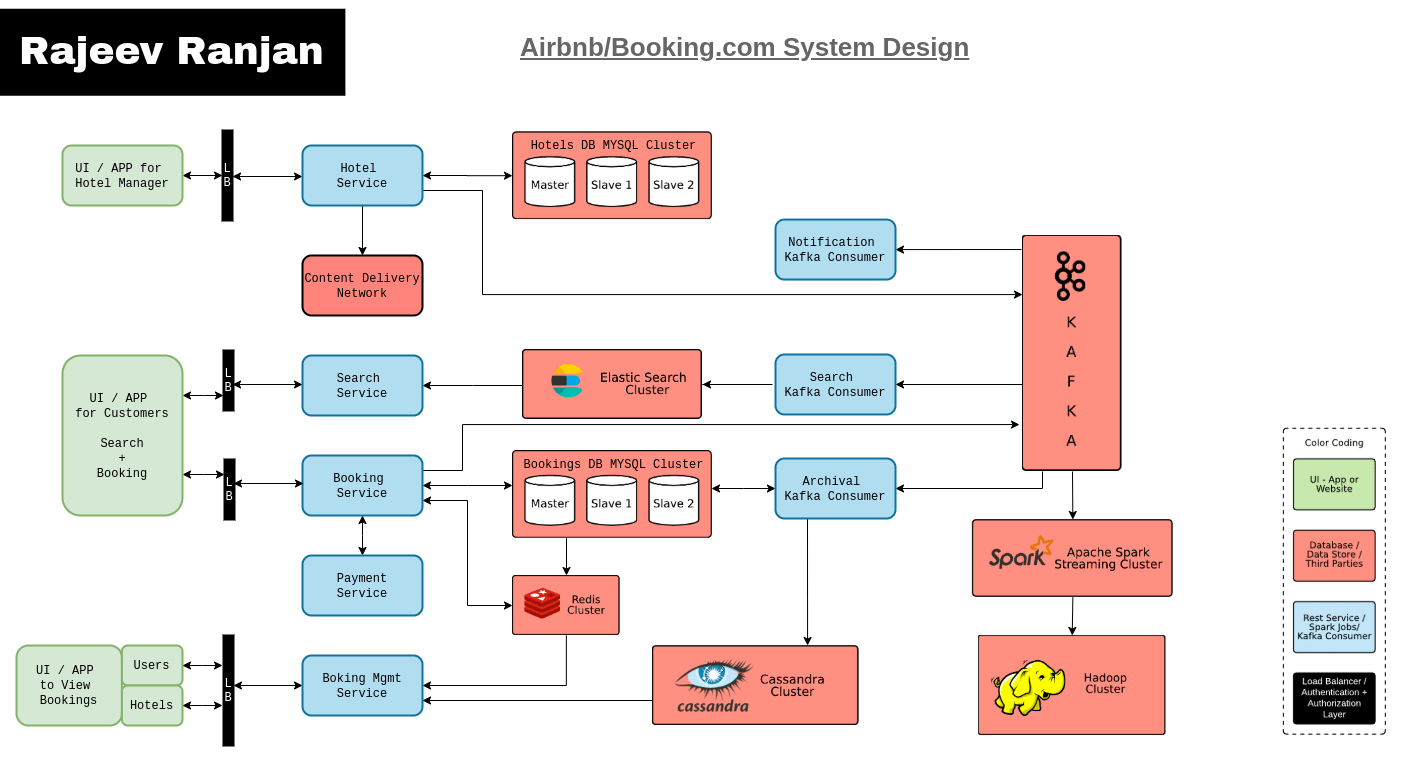 Rajeev Ranjan
Airbnb/Booking.com System Design
UI / APP for
Hotel Manager
L
B
Hotel
Service
Hotels DB MYSQL Cluster
Master
Slave 1
Slave 2
Content Delivery
Network
Notification
Kafka Consumer
K
A
F
K
A
UI / APP
for Customers
Search
+
Booking
L
B
Search
Service
Elastic Search
Cluster
Search
Kafka Consumer
L
B
Booking
Service
Bookings DB MYSQL Cluster
Master
Slave 1
Slave 2
Archival
Kafka Consumer
Payment
Service
Redis
Cluster
Spark
Apache Spark
Streaming Cluster
UI / APP
to View
Bookings
Users
Hotels
L
B
Boking Mgmt
Service
cassandra
Cassandra
Cluster
Hadoop
Cluster
Color Coding
UI - App or
Website
Database /
Data Store /
Third Parties
Rest Service /
Spark Jobs/
Kafka Consumer
Load Balancer /
Authentication +
Authorization
Layer